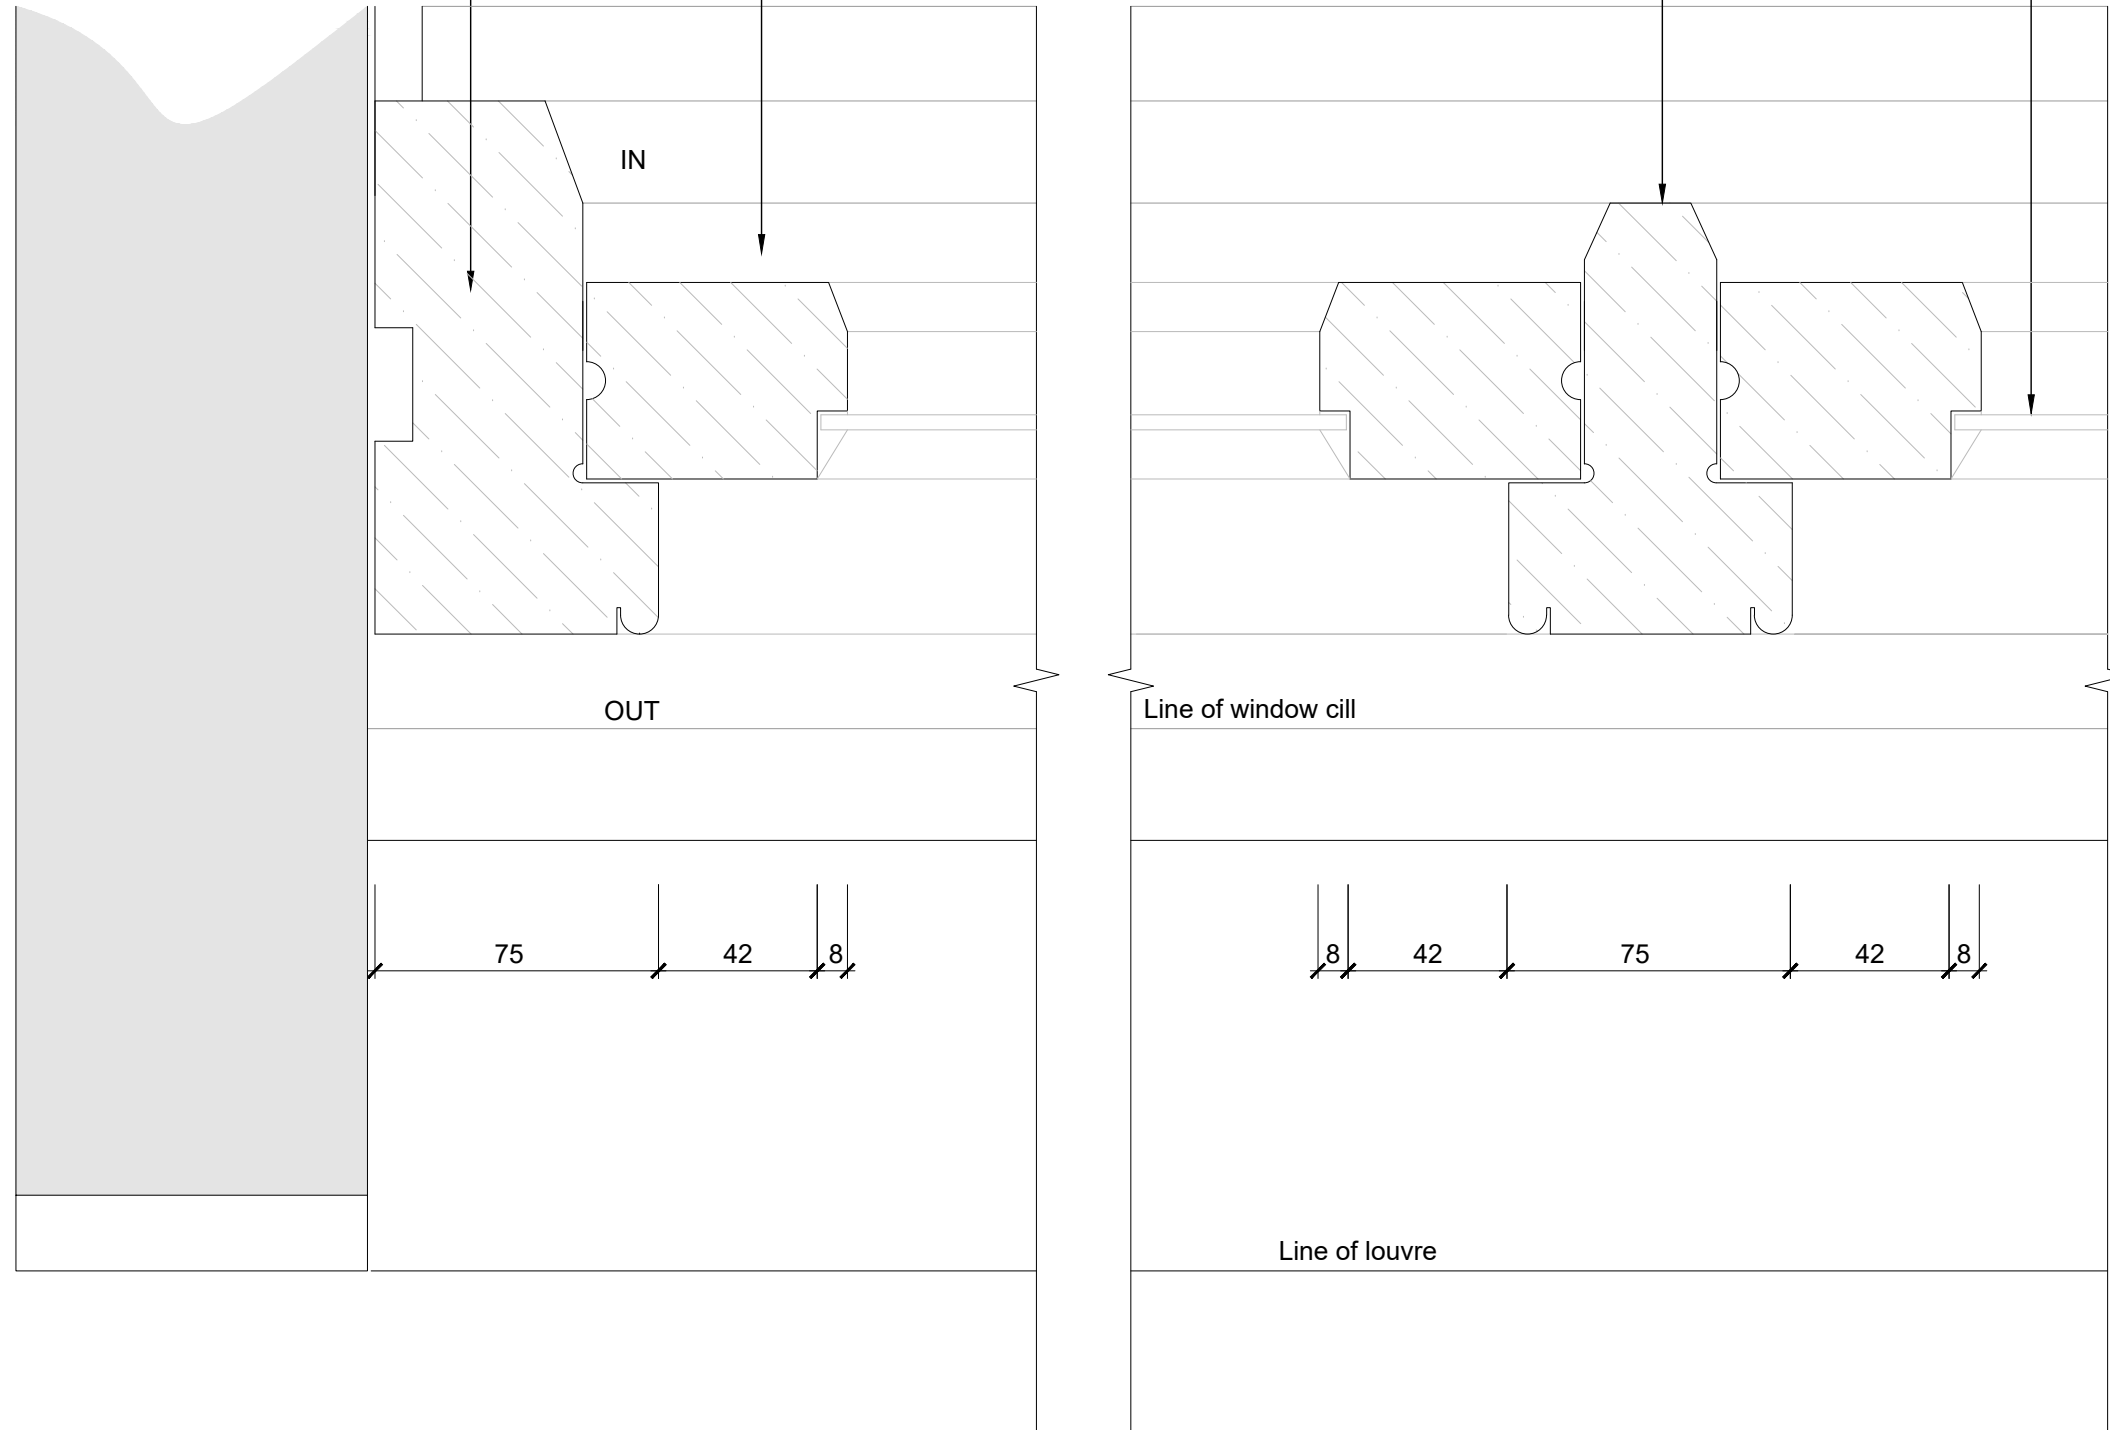 IN
OUT
Line of window cill
75 42 8
8 42 75 42 8
Line of louvre